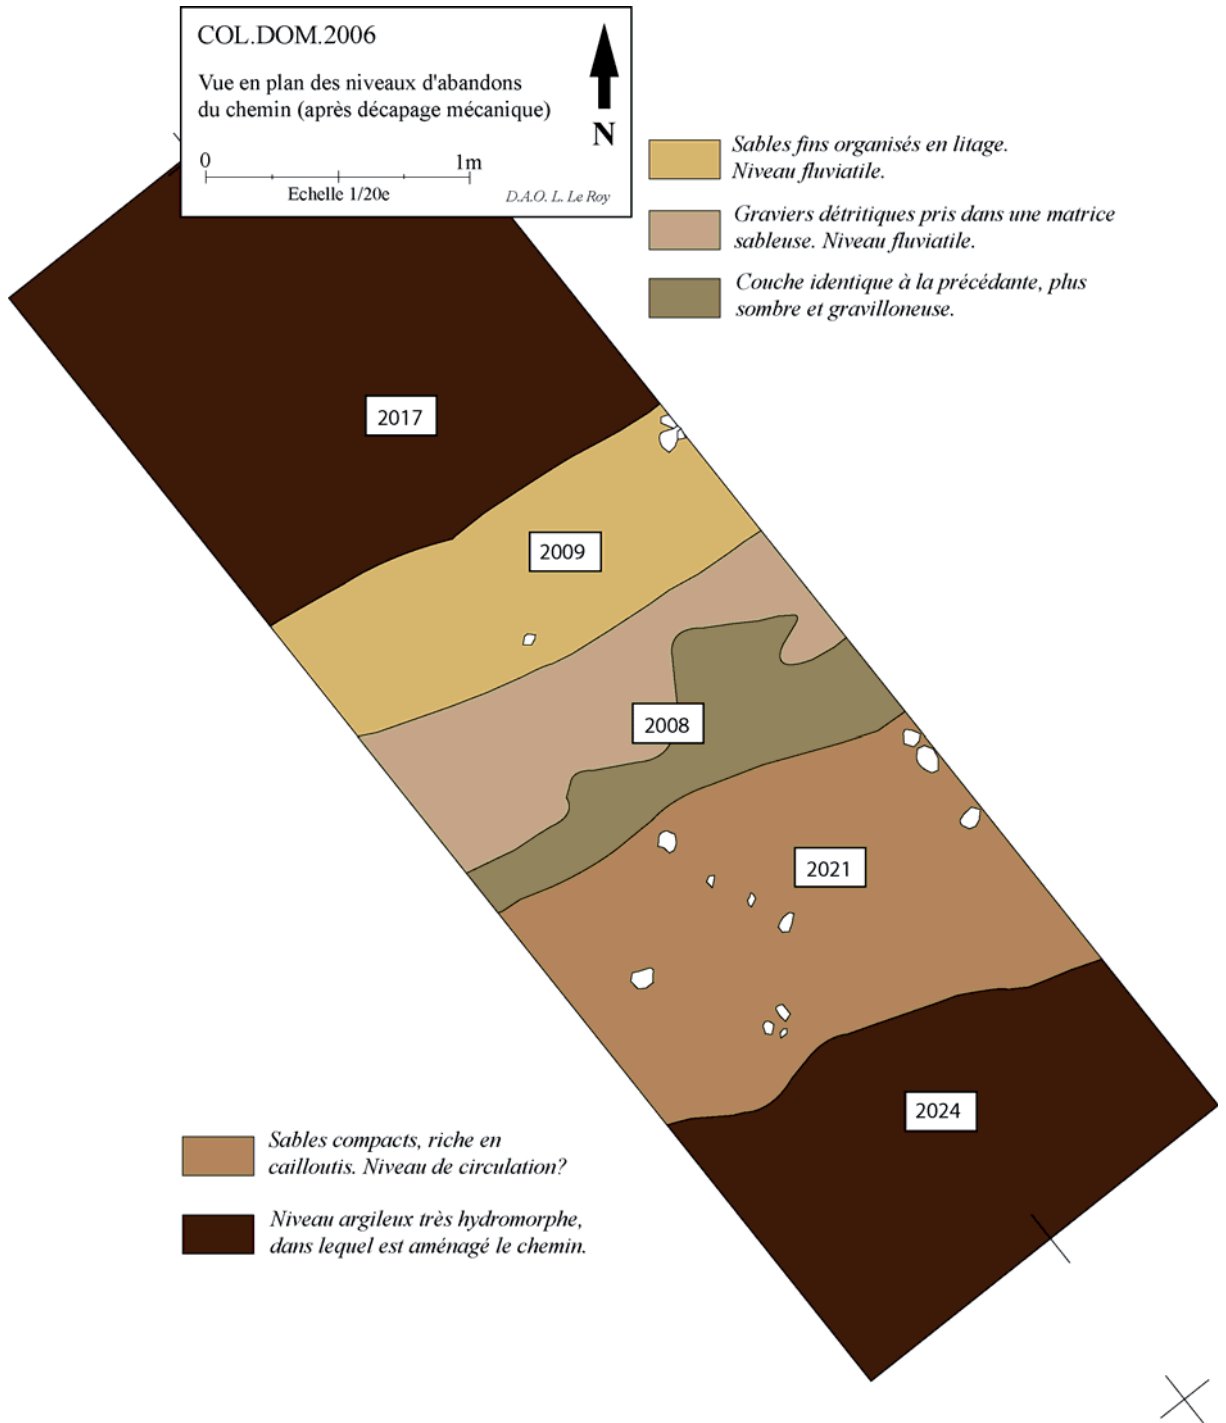 COL.DOM.2006
Vue en plan des niveaux d'abandons
du chemin (après décapage mécanique)
N
0 1m
Echelle 1/20e
D.A.O. L. Le Roy
Sables fins organisés en litage.
Niveau fluviatile.
Graviers détritiques pris dans une matrice
sableuse. Niveau fluviatile.
Couche identique à la précédante, plus
sombre et gravilloneuse.
2017
2009
2008
2021
2024
Sables compacts, riche en
cailloutis. Niveau de circulation?
Niveau argileux très hydromorphe,
dans lequel est aménagé le chemin.